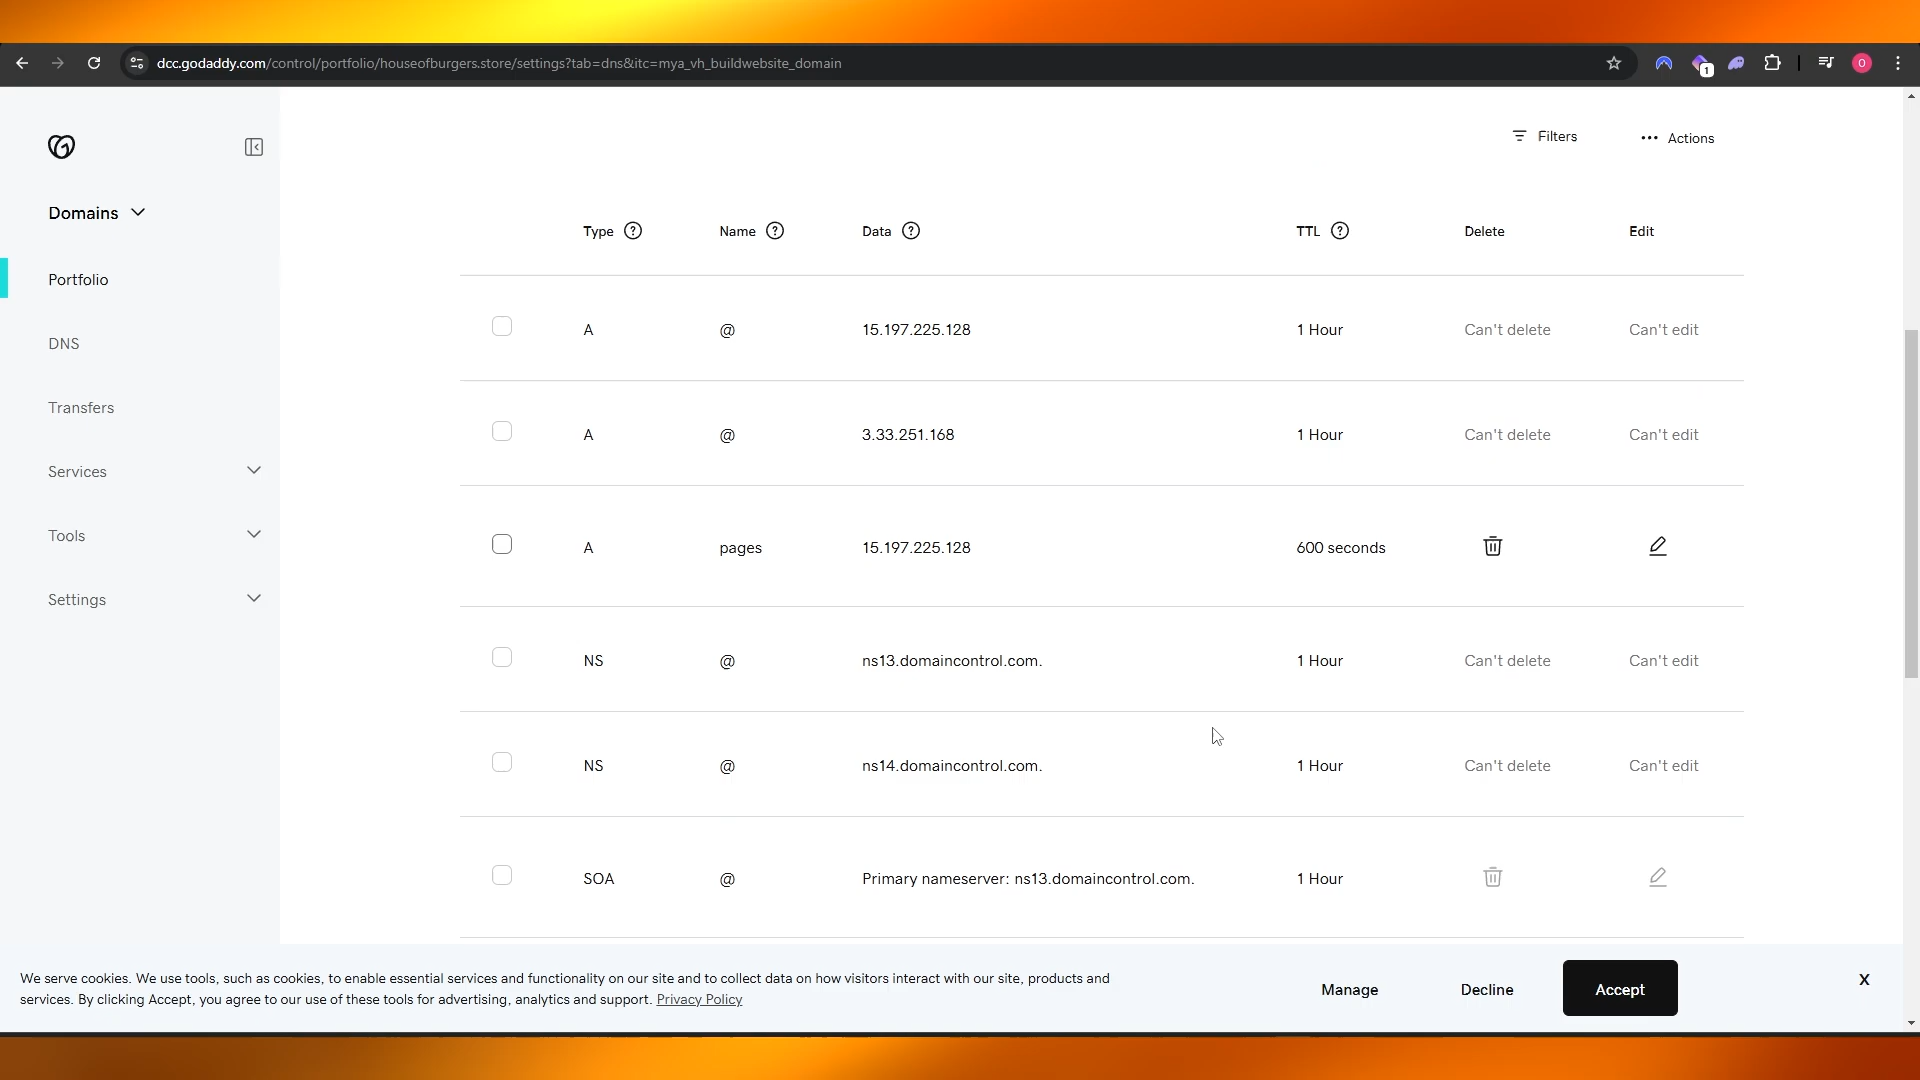 dcc.godaddy.com/control/portfolio/houseofburgers.store/settings?tab=dns&itc=mya_vh_buildwebsite_domain
1
O
Filters
Actions
Domains
Portfolio
DNS
Transfers
Services
Tools
Settings
Type ? Name ? Data ? TTL ? Delete Edit
A @ 15.197.225.128 1 Hour Can't delete Can't edit
A @ 3.33.251.168 1 Hour Can't delete Can't edit
A pages 15.197.225.128 600 seconds
NS @ ns13.domaincontrol.com. 1 Hour Can't delete Can't edit
NS @ ns14.domaincontrol.com. 1 Hour Can't delete Can't edit
SOA @ Primary nameserver: ns13.domaincontrol.com. 1 Hour
We serve cookies. We use tools, such as cookies, to enable essential services and functionality on our site and to collect data on how visitors interact with our site, products and
services. By clicking Accept, you agree to our use of these tools for advertising, analytics and support. Privacy Policy
Manage
Decline
Accept
X